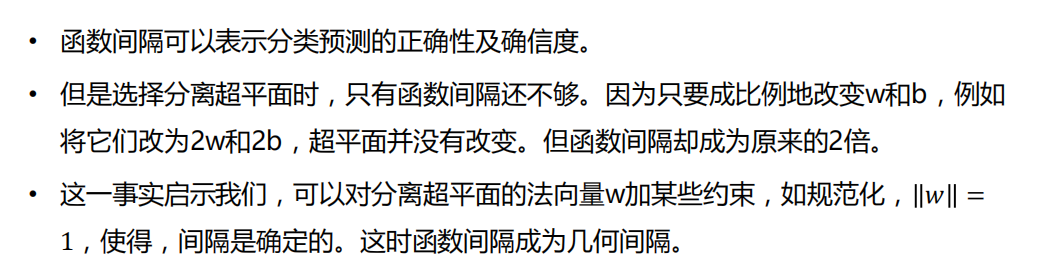 • 函数间隔可以表示分类预测的正确性及确信度。
• 但是选择分离超平面时，只有函数间隔还不够。因为只要成比例地改变w和b，例如
将它们改为2w和2b，超平面并没有改变。但函数间隔却成为原来的2倍。
• 这一事实启示我们，可以对分离超平面的法向量w加某些约束，如规范化，‖w‖ =
1，使得，间隔是确定的。这时函数间隔成为几何间隔。